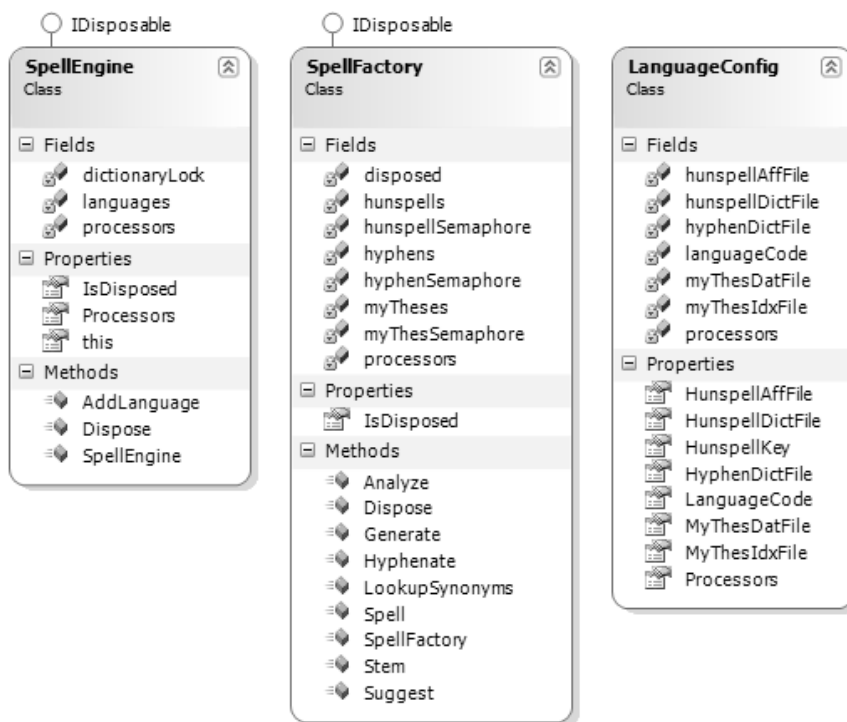 IDisposable
SpellEngine
Class
Fields
dictionaryLock
languages
processors
Properties
IsDisposed
Processors
this
Methods
AddLanguage
Dispose
SpellEngine
IDisposable
SpellFactory
Class
Fields
disposed
hunspells
hunspellSemaphore
hyphens
hyphenSemaphore
myTheses
myThesSemaphore
processors
Properties
IsDisposed
Methods
Analyze
Dispose
Generate
Hyphenate
LookupSynonyms
Spell
SpellFactory
Stem
Suggest
LanguageConfig
Class
Fields
hunspellAffFile
hunspellDictFile
hyphenDictFile
languageCode
myThesDatFile
myThesIdxFile
processors
Properties
HunspellAffFile
HunspellDictFile
HunspellKey
HyphenDictFile
LanguageCode
MyThesDatFile
MyThesIdxFile
Processors